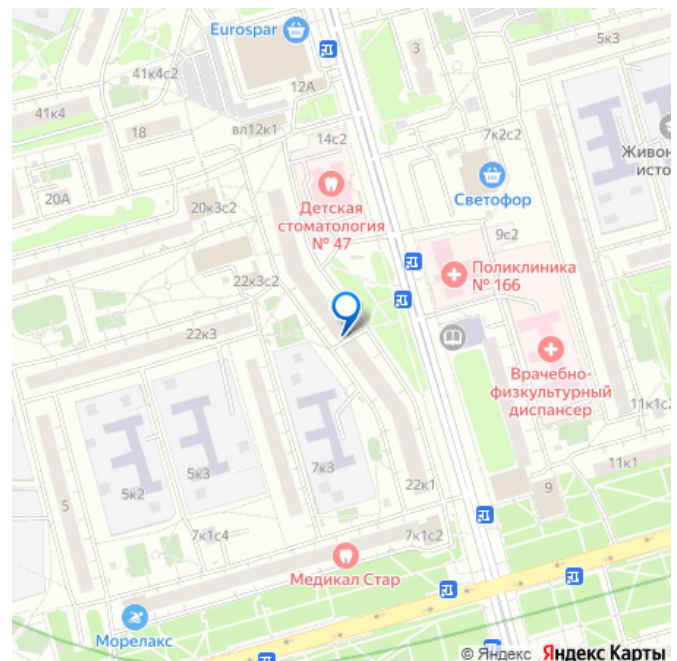 Eurospar
5к3
3
41к4с2
12А
41к4
18
вл12к1
14с2
7к2с2
Живон
исто
20А
20к3с2
Детская
стоматология
№ 47
Светофор
9с2
22к3с2
Поликлиника
№ 166
22к3
Врачебно-
физкультурный
диспансер
11к1с2
5к2
5к3
7к3
22к1
11к1
5
9
7к1с4
7к1с2
Медикал Стар
Морелакс
© Яндекс Яндекс Карты